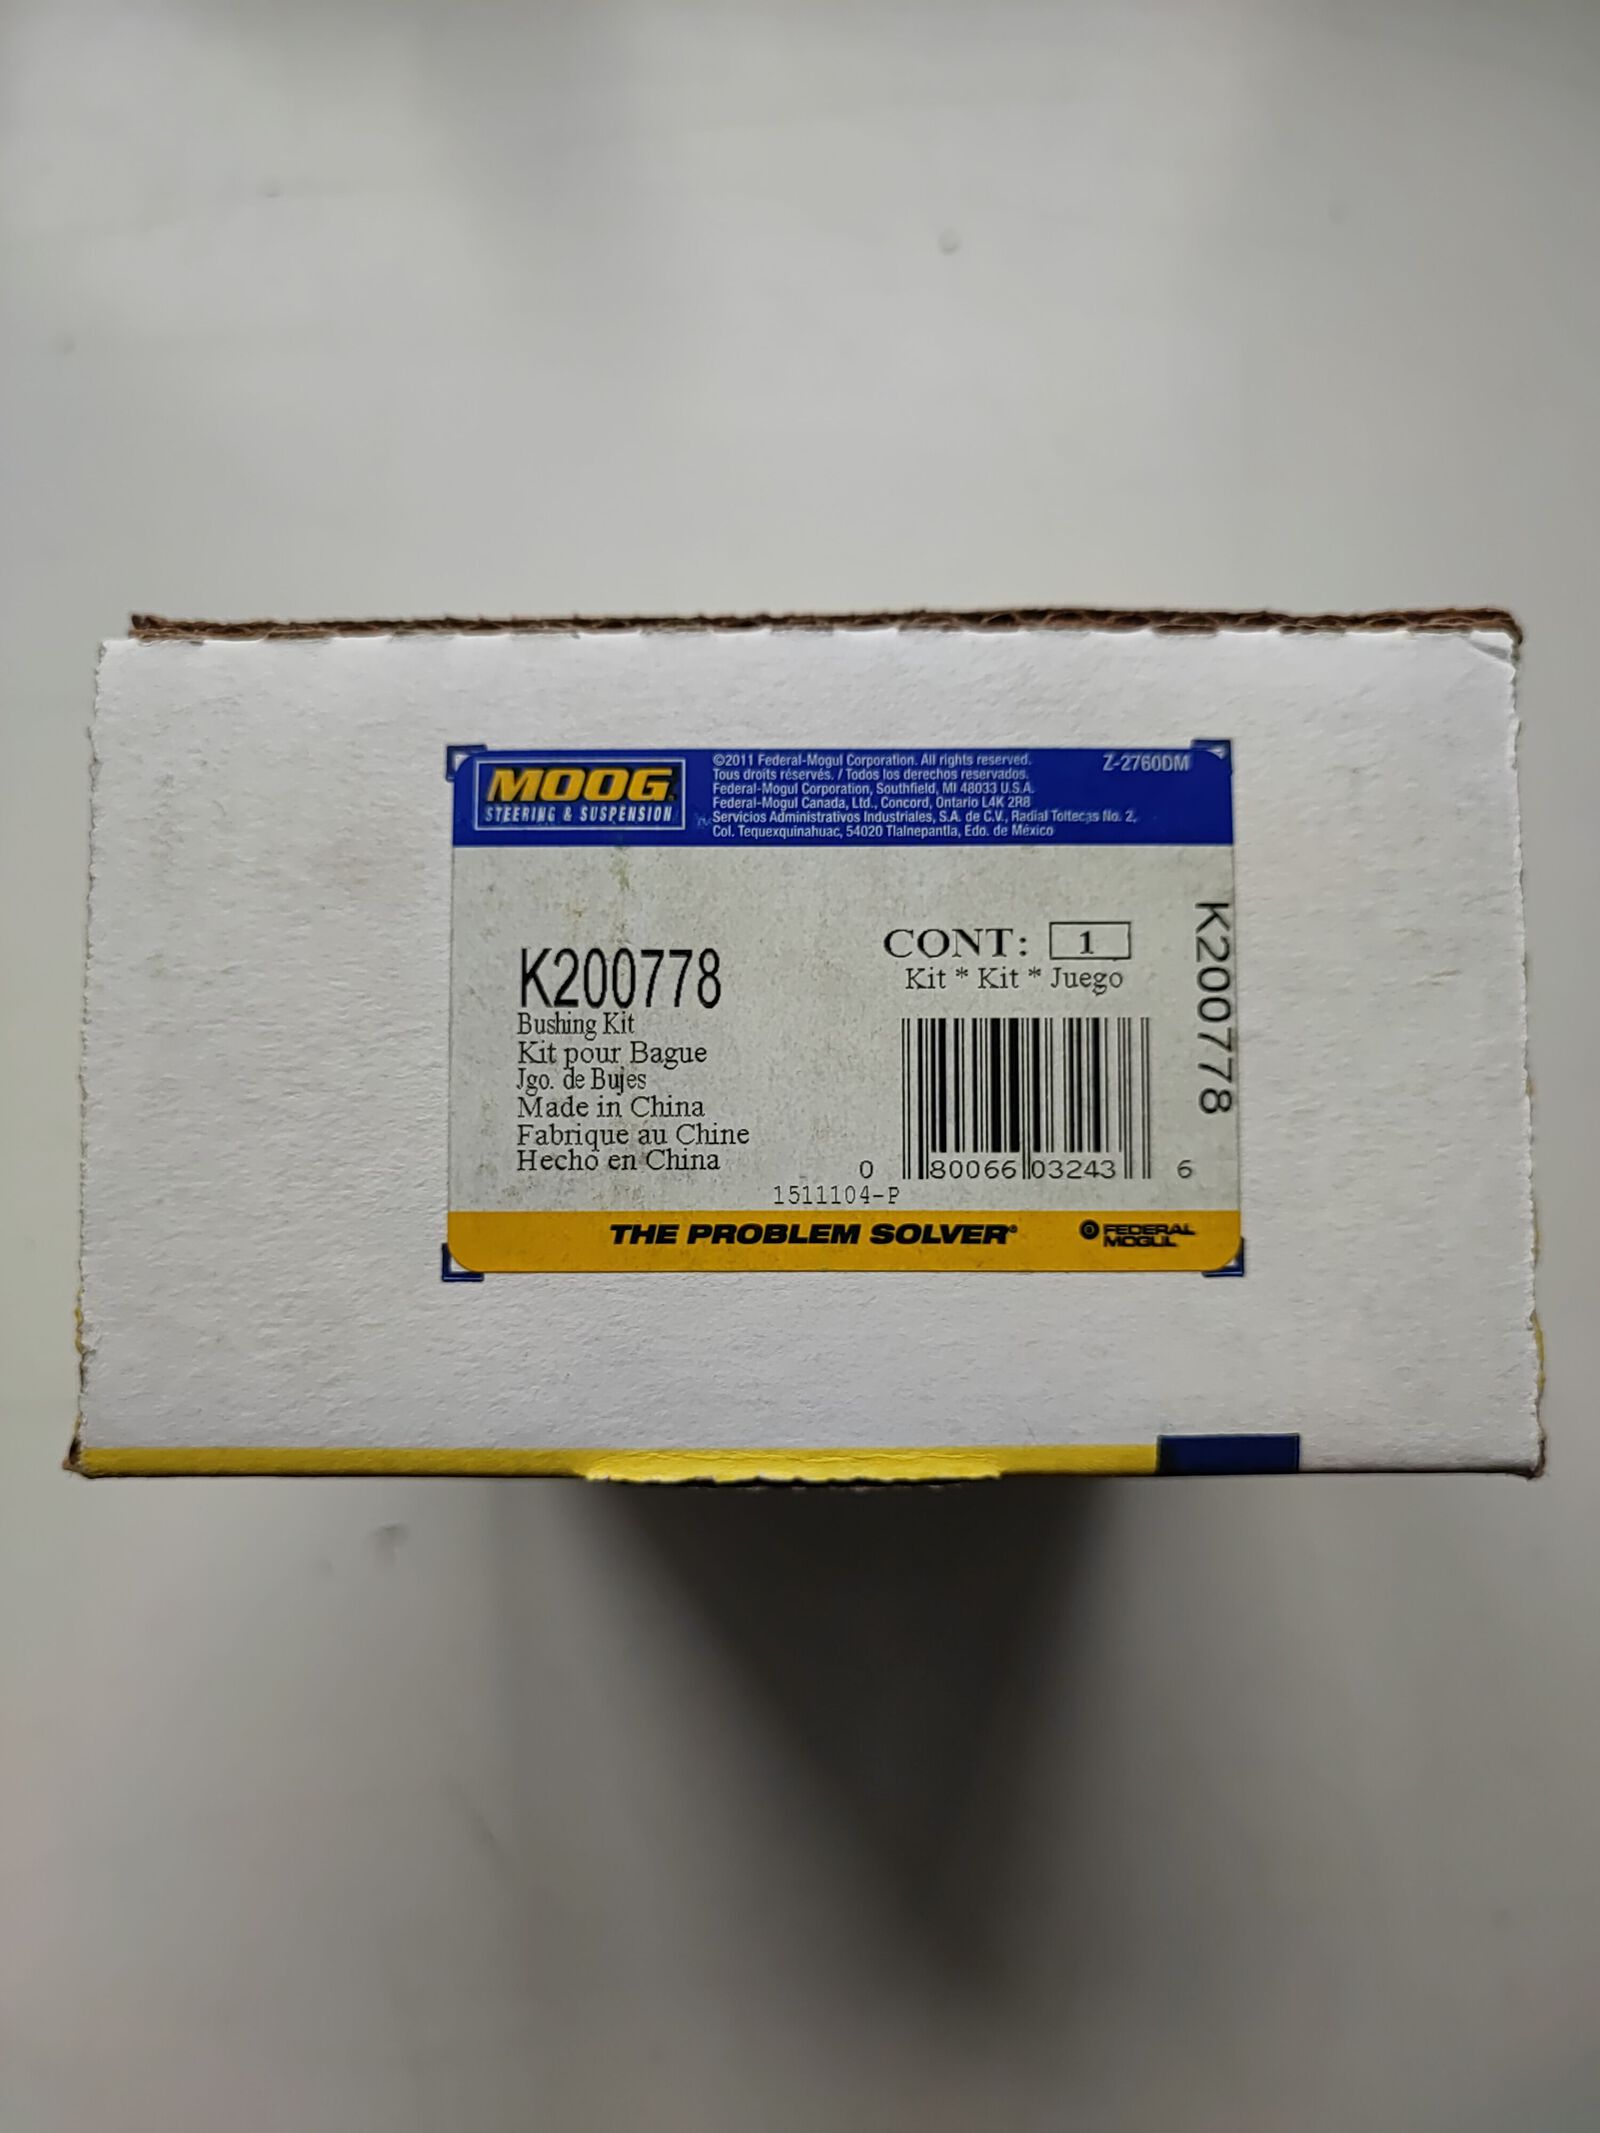 MOOG
STEERING & SUSPENSION
©2011 Federal-Mogul Corporation. All rights reserved.
Tous droits réservés. / Todos los derechos reservados.
Federal-Mogul Corporation, Southfield, MI 48033 U.S.A.
Federal-Mogul Canada, Ltd., Concord, Ontario L4K 2R8
Servicios Administrativos Industriales, S.A. de C.V., Radial Toltecas No. 2,
Col. Tequexquinahuac, 54020 Tlalnepantla, Edo. de México
Z-2760DM
K200778
Bushing Kit
Kit pour Bague
Jgo. de Bujes
Made in China
Fabrique au Chine
Hecho en China
CONT: 1
Kit * Kit * Juego
0 80066 03243 6
1511104-P
K200778
THE PROBLEM SOLVER®
FEDERAL
MOGUL